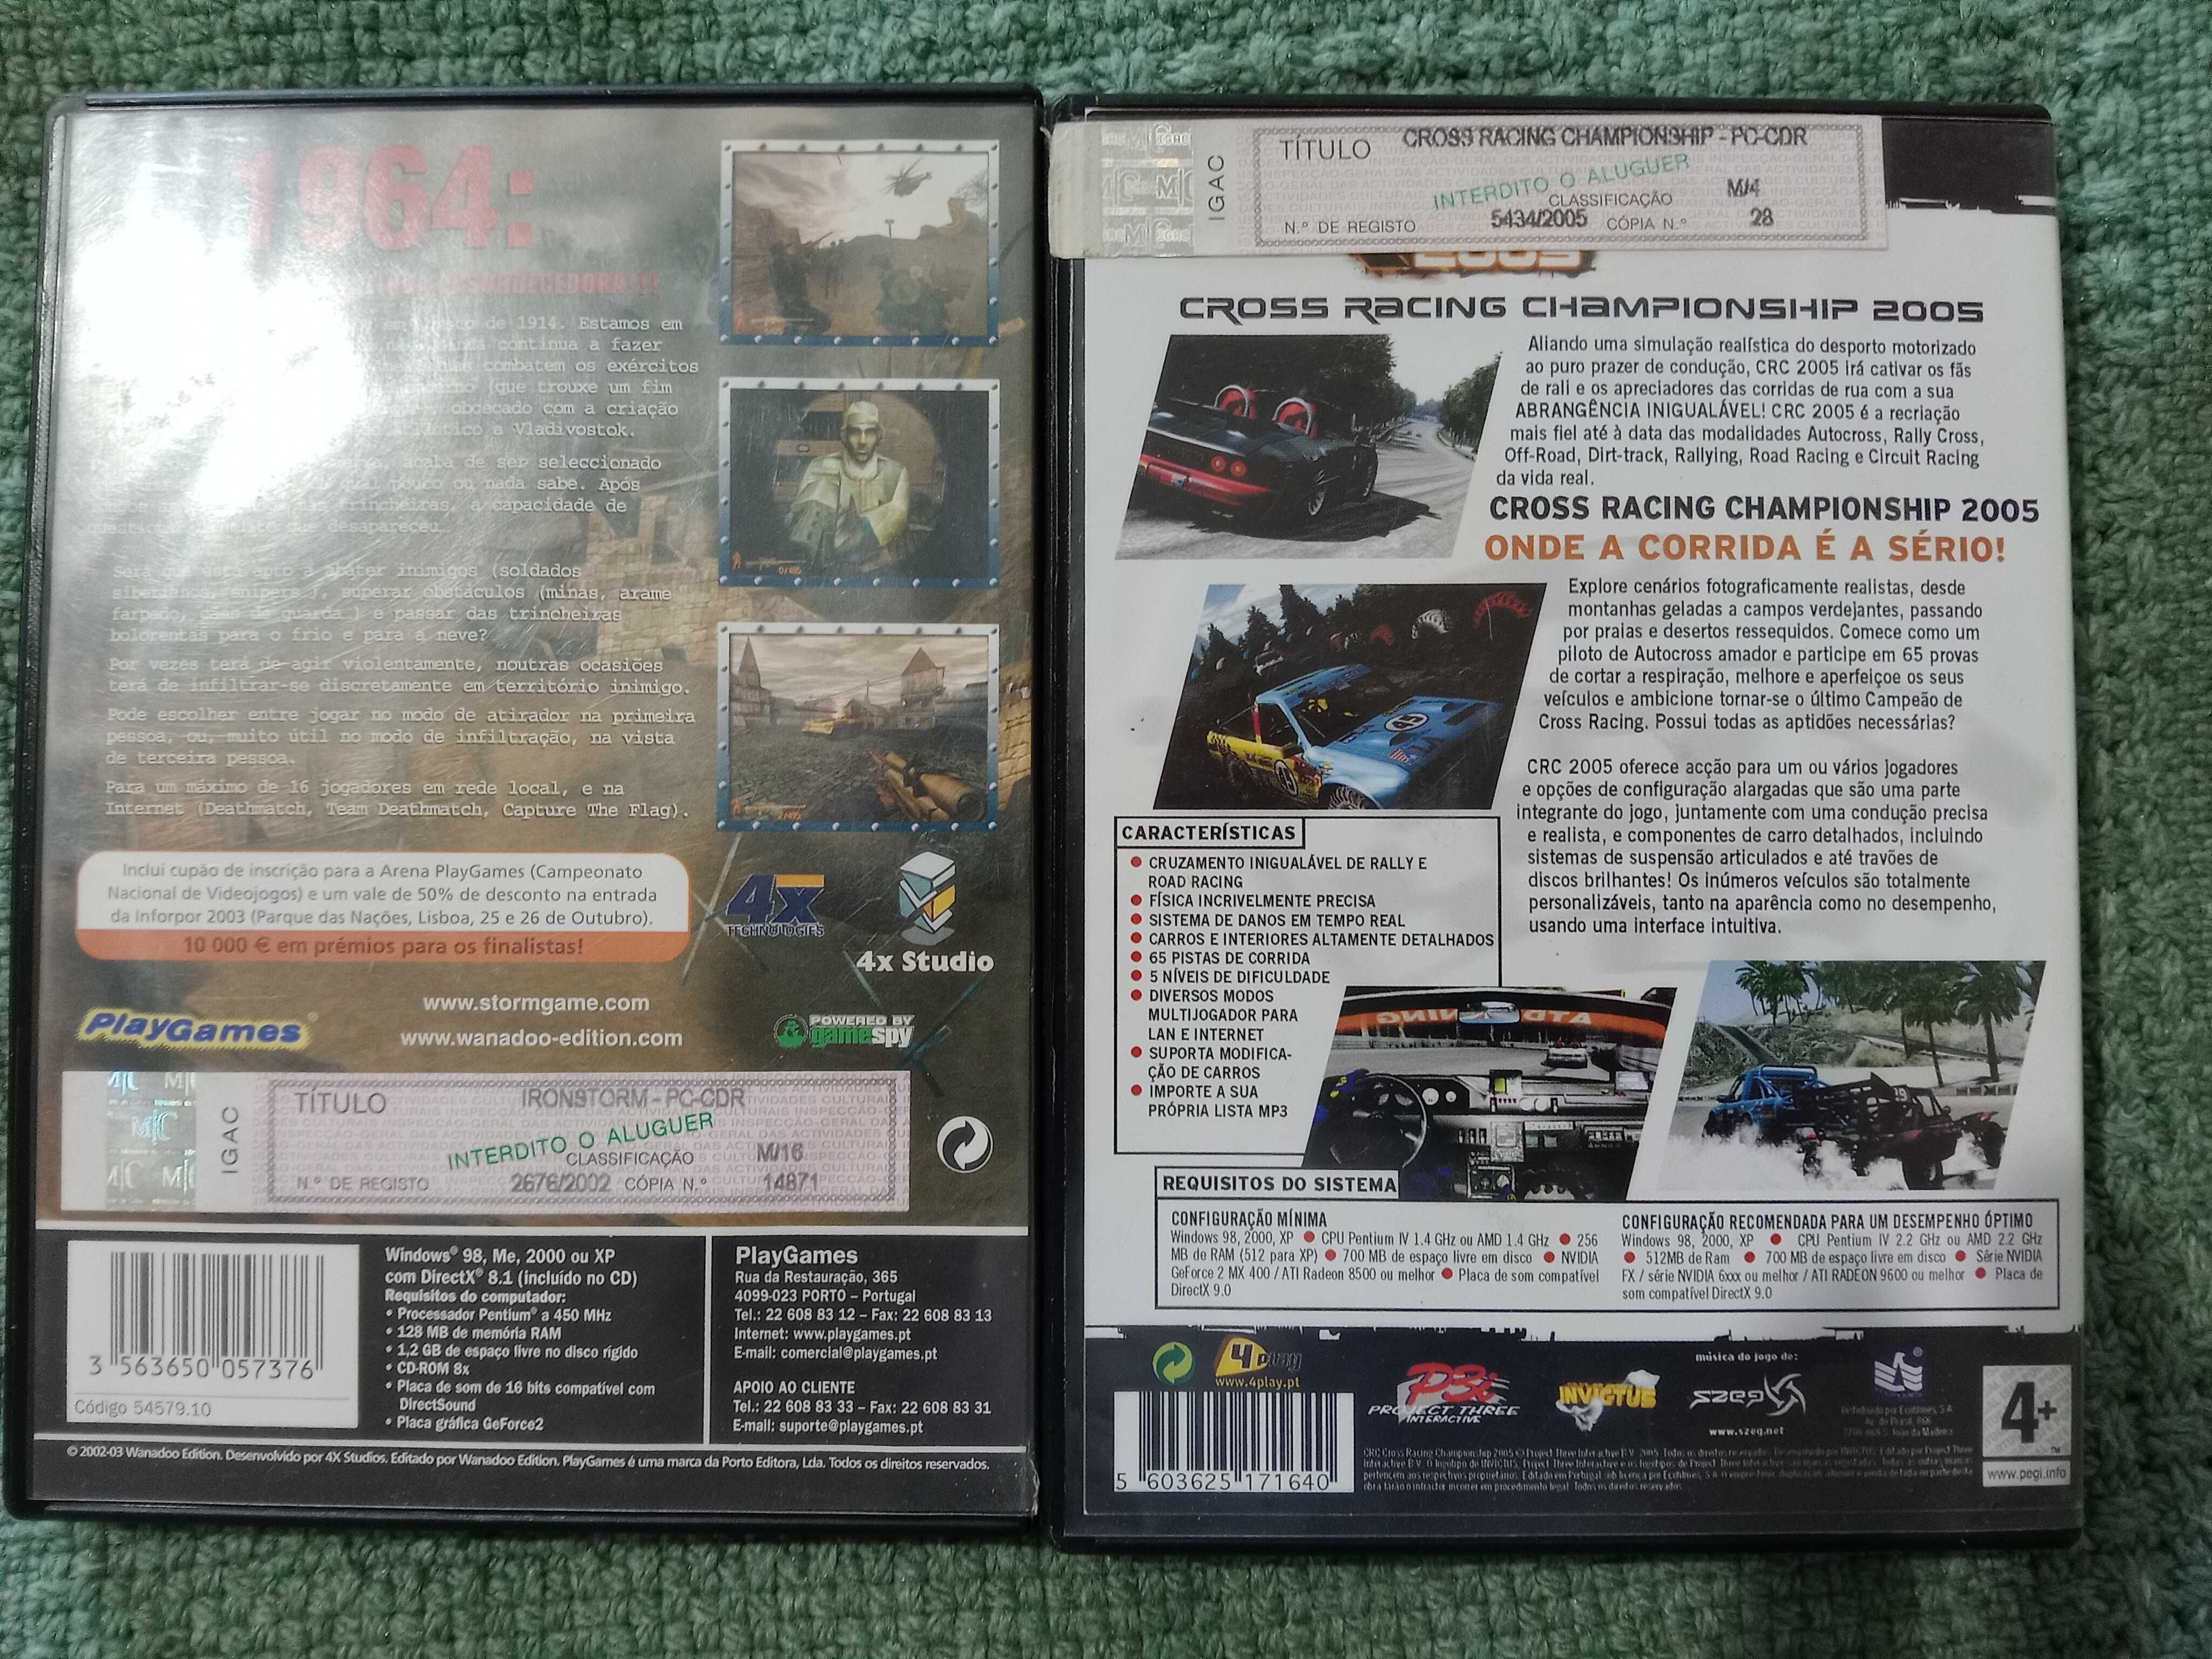 1964:
de 1914. Estamos em
continua a fazer
combatem os exércitos
(que trouxe um fim
obcecado com a criação
a Vladivostok.
de ser seleccionado
pouco ou nada sabe. Após
trincheiras, a capacidade de
desapareceu.
Será que está apto a abater inimigos (soldados
siberianos, snipers…), superar obstáculos (minas, arame
farpado, cães de guarda…) e passar das trincheiras
bolorentas para o frio e para a neve?
Por vezes terá de agir violentamente, noutras ocasiões
terá de infiltrar-se discretamente em território inimigo.
Pode escolher entre jogar no modo de atirador na primeira
pessoa, ou, muito útil no modo de infiltração, na vista
de terceira pessoa.
Para um máximo de 16 jogadores em rede local, e na
Internet (Deathmatch, Team Deathmatch, Capture The Flag).
Inclui cupão de inscrição para a Arena PlayGames (Campeonato
Nacional de Videojogos) e um vale de 50% de desconto na entrada
da Inforpor 2003 (Parque das Nações, Lisboa, 25 e 26 de Outubro).
10 000 € em prémios para os finalistas!
4X
TECHNOLOGIES
4x Studio
PlayGames
www.stormgame.com
www.wanadoo-edition.com
POWERED BY
gamespy
IGAC
TÍTULO IRONSTORM - PC-CDR
INTERDITO O ALUGUER
CLASSIFICAÇÃO M/16
N.º DE REGISTO 2676/2002 CÓPIA N.º 14871
3 563650 057376
Código 54579.10
Windows® 98, Me, 2000 ou XP
com DirectX® 8.1 (incluído no CD)
Requisitos do computador:
• Processador Pentium® a 450 MHz
• 128 MB de memória RAM
• 1,2 GB de espaço livre no disco rígido
• CD-ROM 8x
• Placa de som de 16 bits compatível com
DirectSound
• Placa gráfica GeForce2
PlayGames
Rua da Restauração, 365
4099-023 PORTO – Portugal
Tel.: 22 608 83 12 – Fax: 22 608 83 13
Internet: www.playgames.pt
E-mail: comercial@playgames.pt
APOIO AO CLIENTE
Tel.: 22 608 83 33 – Fax: 22 608 83 31
E-mail: suporte@playgames.pt
© 2002-03 Wanadoo Edition. Desenvolvido por 4X Studios. Editado por Wanadoo Edition. PlayGames é uma marca da Porto Editora, Lda. Todos os direitos reservados.
IGAC
TÍTULO CROSS RACING CHAMPIONSHIP - PC-CDR
INTERDITO O ALUGUER
CLASSIFICAÇÃO M/4
N.º DE REGISTO 5434/2005 CÓPIA N.º 28
2005
CROSS RACING CHAMPIONSHIP 2005
Aliando uma simulação realística do desporto motorizado
ao puro prazer de condução, CRC 2005 irá cativar os fãs
de rali e os apreciadores das corridas de rua com a sua
ABRANGÊNCIA INIGUALÁVEL! CRC 2005 é a recriação
mais fiel até à data das modalidades Autocross, Rally Cross,
Off-Road, Dirt-track, Rallying, Road Racing e Circuit Racing
da vida real.
CROSS RACING CHAMPIONSHIP 2005
ONDE A CORRIDA É A SÉRIO!
Explore cenários fotograficamente realistas, desde
montanhas geladas a campos verdejantes, passando
por praias e desertos ressequidos. Comece como um
piloto de Autocross amador e participe em 65 provas
de cortar a respiração, melhore e aperfeiçoe os seus
veículos e ambicione tornar-se o último Campeão de
Cross Racing. Possui todas as aptidões necessárias?
CRC 2005 oferece acção para um ou vários jogadores
e opções de configuração alargadas que são uma parte
integrante do jogo, juntamente com uma condução precisa
e realista, e componentes de carro detalhados, incluindo
sistemas de suspensão articulados e até travões de
discos brilhantes! Os inúmeros veículos são totalmente
personalizáveis, tanto na aparência como no desempenho,
usando uma interface intuitiva.
CARACTERÍSTICAS
• CRUZAMENTO INIGUALÁVEL DE RALLY E
ROAD RACING
• FÍSICA INCRIVELMENTE PRECISA
• SISTEMA DE DANOS EM TEMPO REAL
• CARROS E INTERIORES ALTAMENTE DETALHADOS
• 65 PISTAS DE CORRIDA
• 5 NÍVEIS DE DIFICULDADE
• DIVERSOS MODOS
MULTIJOGADOR PARA
LAN E INTERNET
• SUPORTA MODIFICA-
ÇÃO DE CARROS
• IMPORTE A SUA
PRÓPRIA LISTA MP3
REQUISITOS DO SISTEMA
CONFIGURAÇÃO MÍNIMA
Windows 98, 2000, XP • CPU Pentium IV 1.4 GHz ou AMD 1.4 GHz • 256
MB de RAM (512 para XP) • 700 MB de espaço livre em disco • NVIDIA
GeForce 2 MX 400 / ATI Radeon 8500 ou melhor • Placa de som compatível
DirectX 9.0
CONFIGURAÇÃO RECOMENDADA PARA UM DESEMPENHO ÓPTIMO
Windows 98, 2000, XP • CPU Pentium IV 2.2 GHz ou AMD 2.2 GHz
• 512MB de Ram • 700 MB de espaço livre em disco • Série NVIDIA
FX / série NVIDIA 6xxx ou melhor / ATI RADEON 9600 ou melhor • Placa de
som compatível DirectX 9.0
4play
www.4play.pt
P3i
PROJECT THREE
INTERACTIVE
INVICTUS
música do jogo de:
SZEG
www.szeg.net
4+
www.pegi.info
5 603625 171640